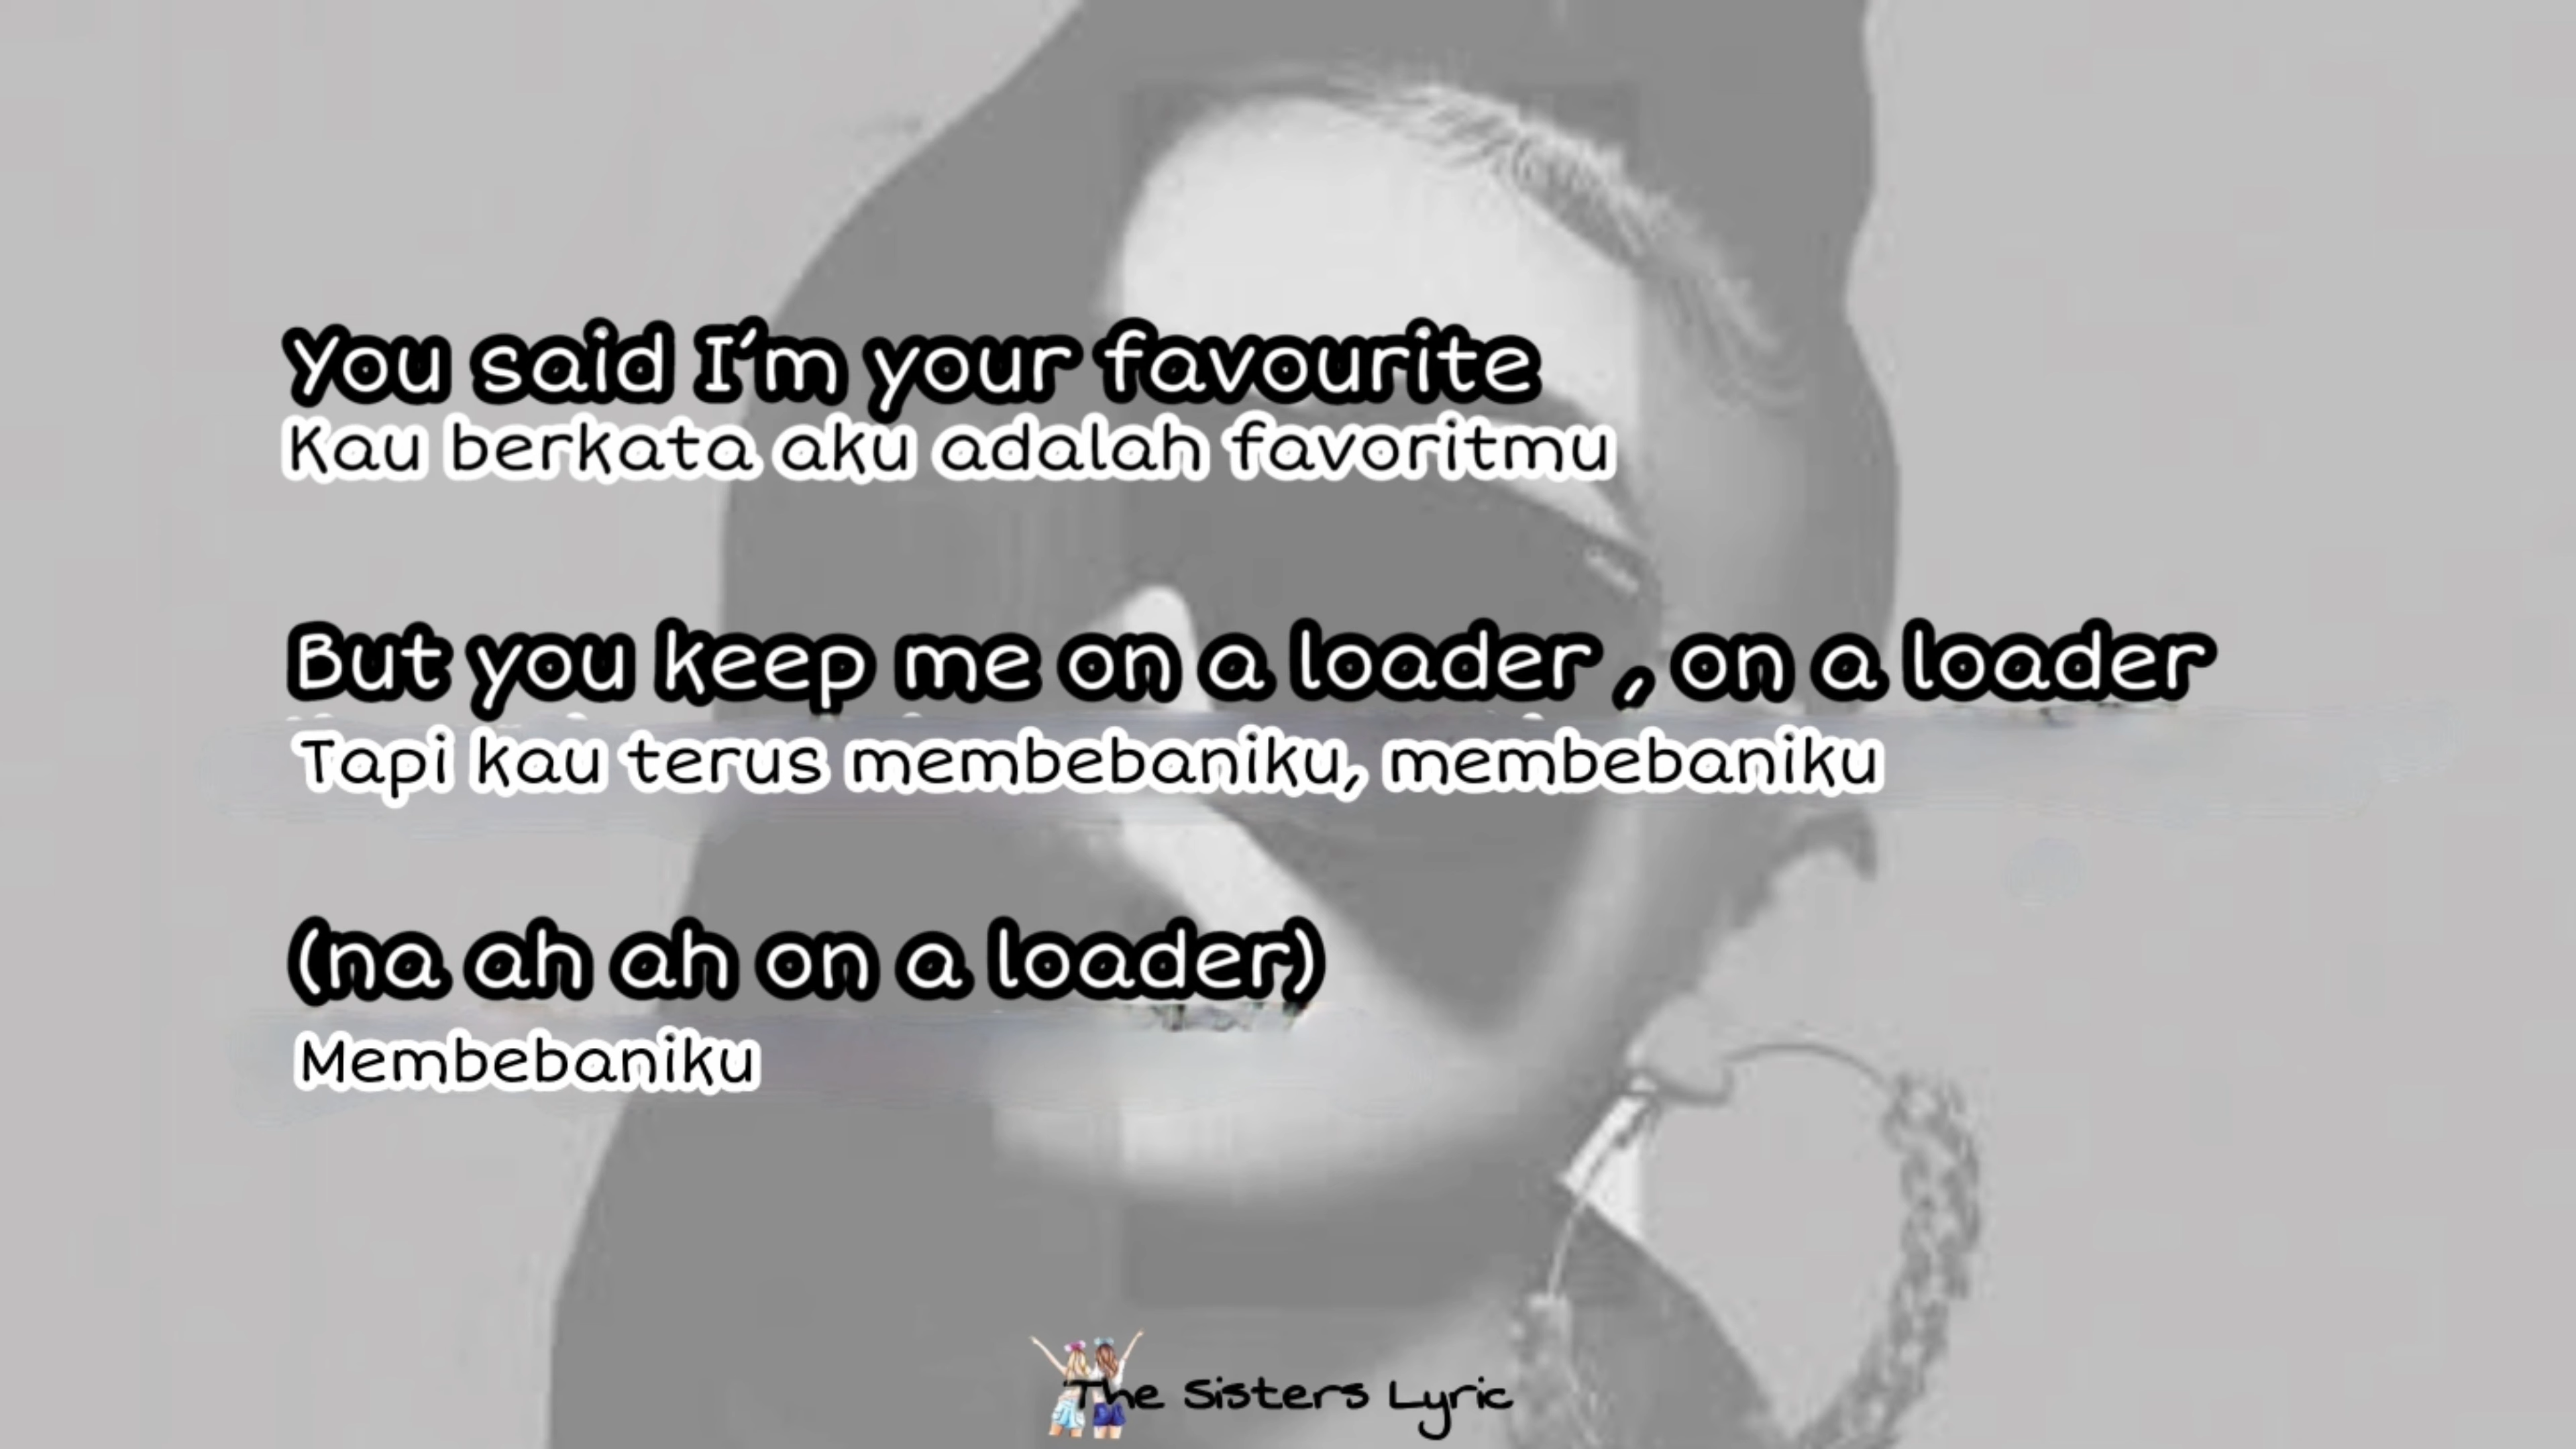 You said I'm your favourite
Kau berkata aku adalah favoritmu
But you keep me on a loader , on a loader
Tapi kau terus membebaniku, membebaniku
(na ah ah on a loader)
Membebaniku
The Sisters Lyric